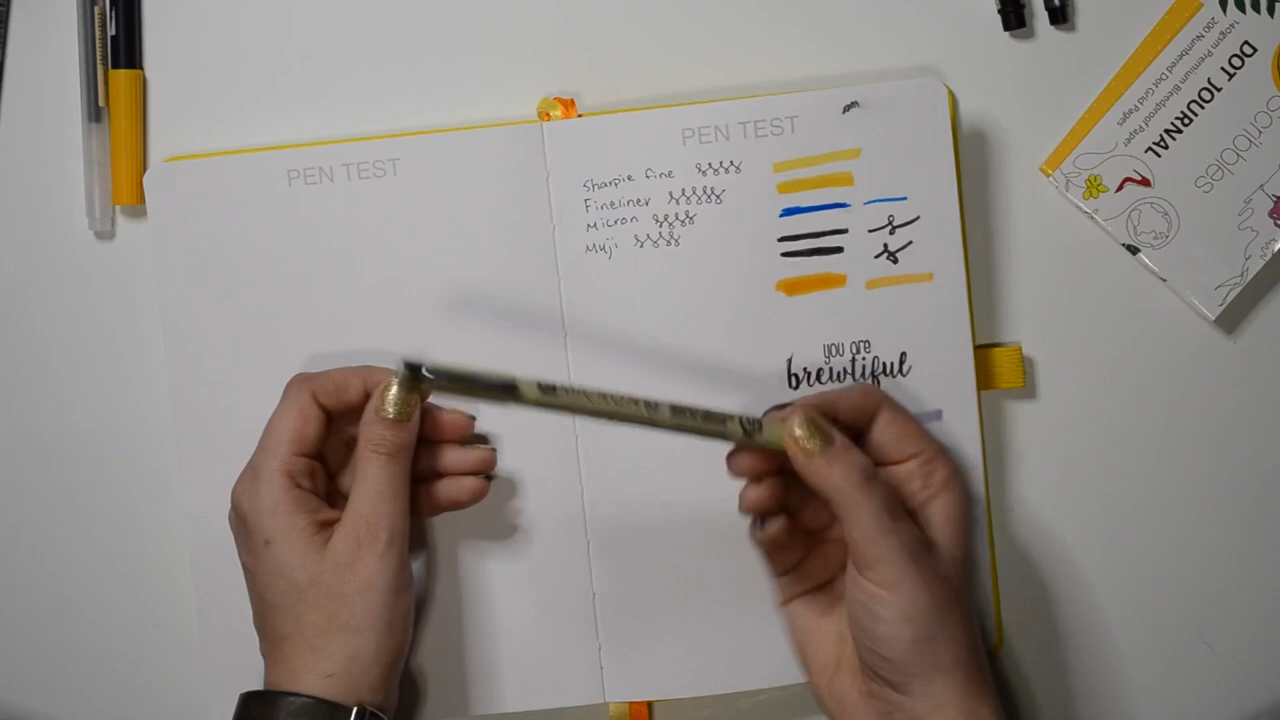 PEN TEST
PEN TEST
Sharpie fine
Fineliner
Micron
Muji
you are
brewtiful
140gsm Premium Bleedproof Paper
200 Numbered Dot Grid Pages
DOT JOURNAL
scribbles